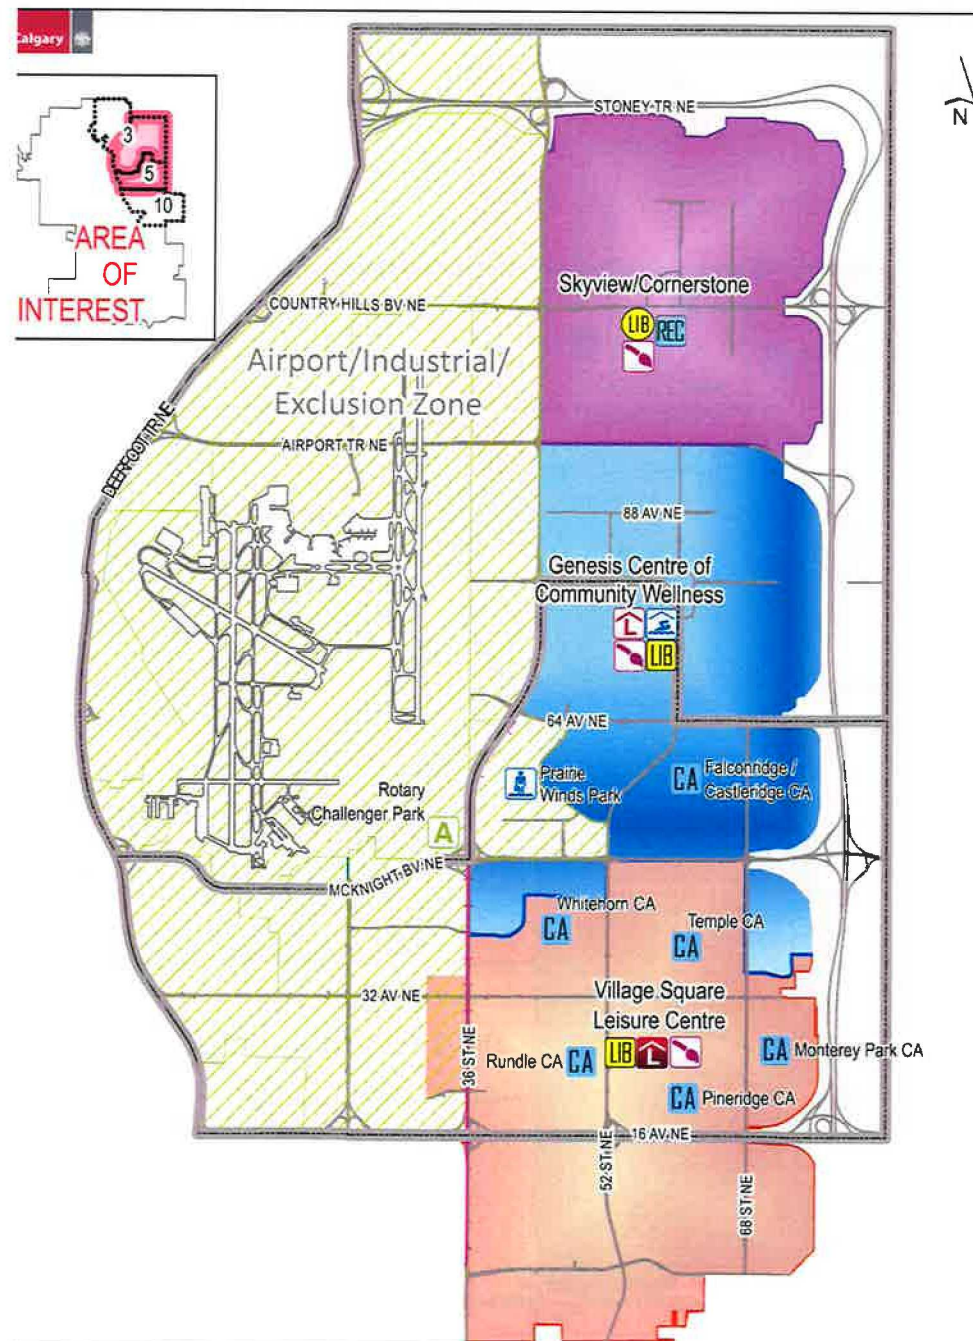 Calgary
3
5
10
AREA
OF
INTEREST
N
STONEY TR NE
Skyview/Cornerstone
COUNTRY HILLS BV NE
LIB
REC
Airport/Industrial/
Exclusion Zone
DEERFOOT TR NE
AIRPORT TR NE
88 AV NE
Genesis Centre of
Community Wellness
L
LIB
64 AV NE
Prairie
Winds Park
CA
Falconridge /
Castleridge CA
Rotary
Challenger Park
A
MCKNIGHT BV NE
Whitehorn CA
CA
Temple CA
CA
32 AV NE
Village Square
Leisure Centre
36 ST NE
Rundle CA
CA
LIB
L
CA
Monterey Park CA
CA
Pineridge CA
16 AV NE
52 ST NE
68 ST NE